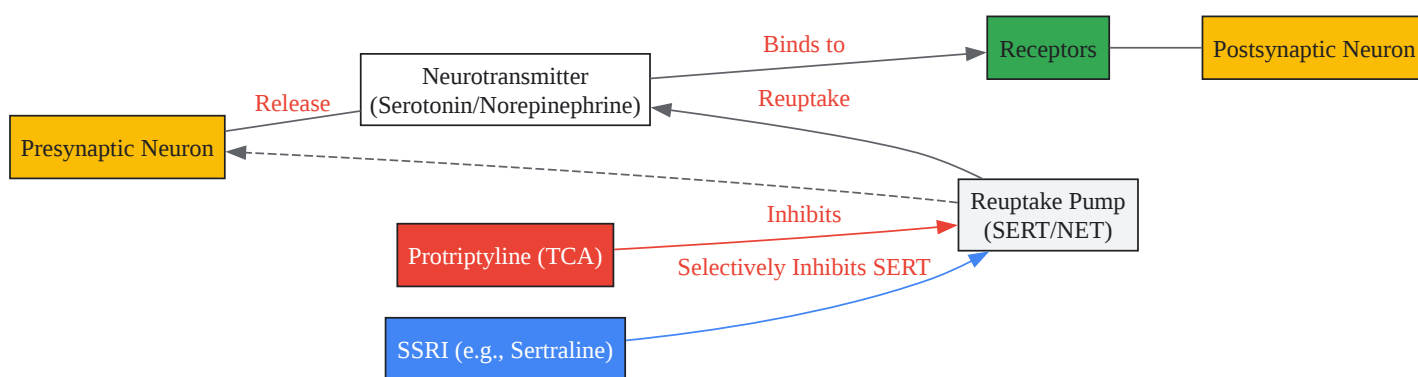 Binds to
Receptors
Postsynaptic Neuron
Neurotransmitter
(Serotonin/Norepinephrine)
Release
Reuptake
Presynaptic Neuron
Reuptake Pump
(SERT/NET)
Inhibits
Protriptyline (TCA)
Selectively Inhibits SERT
SSRI (e.g., Sertraline)